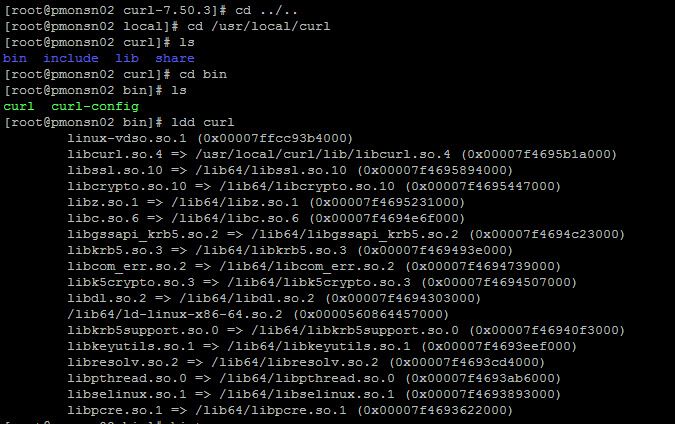 [root@pmonsn02 curl-7.50.3]# cd ../..
[root@pmonsn02 local]# cd /usr/local/curl
[root@pmonsn02 curl]# ls
bin  include  lib  share
[root@pmonsn02 curl]# cd bin
[root@pmonsn02 bin]# ls
curl  curl-config
[root@pmonsn02 bin]# ldd curl
linux-vdso.so.1 (0x00007ffcc93b4000)
libcurl.so.4 => /usr/local/curl/lib/libcurl.so.4 (0x00007f4695b1a000)
libssl.so.10 => /lib64/libssl.so.10 (0x00007f4695894000)
libcrypto.so.10 => /lib64/libcrypto.so.10 (0x00007f4695447000)
libz.so.1 => /lib64/libz.so.1 (0x00007f4695231000)
libc.so.6 => /lib64/libc.so.6 (0x00007f4694e6f000)
libgssapi_krb5.so.2 => /lib64/libgssapi_krb5.so.2 (0x00007f4694c23000)
libkrb5.so.3 => /lib64/libkrb5.so.3 (0x00007f469493e000)
libcom_err.so.2 => /lib64/libcom_err.so.2 (0x00007f4694739000)
libk5crypto.so.3 => /lib64/libk5crypto.so.3 (0x00007f4694507000)
libdl.so.2 => /lib64/libdl.so.2 (0x00007f4694303000)
/lib64/ld-linux-x86-64.so.2 (0x0000560864457000)
libkrb5support.so.0 => /lib64/libkrb5support.so.0 (0x00007f46940f3000)
libkeyutils.so.1 => /lib64/libkeyutils.so.1 (0x00007f4693eef000)
libresolv.so.2 => /lib64/libresolv.so.2 (0x00007f4693cd4000)
libpthread.so.0 => /lib64/libpthread.so.0 (0x00007f4693ab6000)
libselinux.so.1 => /lib64/libselinux.so.1 (0x00007f4693893000)
libpcre.so.1 => /lib64/libpcre.so.1 (0x00007f4693622000)